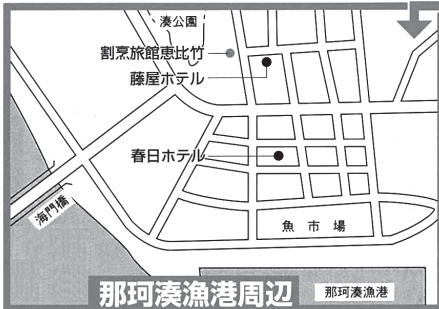 湊公園
割烹旅館恵比竹
藤屋ホテル
春日ホテル
海門橋
魚市場
那珂湊漁港周辺
那珂湊漁港